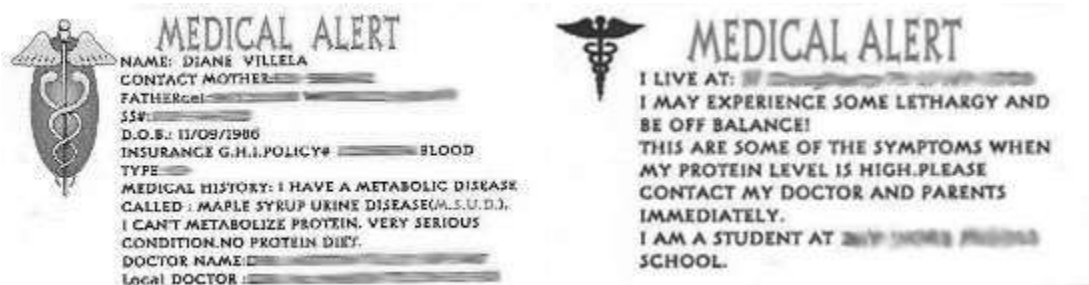 MEDICAL ALERT
NAME: DIANE VILLELA
CONTACT MOTHER:
FATHERcel
SS#:
D.O.B.: 11/09/1986
INSURANCE G.H.I.POLICY# BLOOD
TYPE
MEDICAL HISTORY: I HAVE A METABOLIC DISEASE
CALLED : MAPLE SYRUP URINE DISEASE(M.S.U.D.).
I CAN'T METABOLIZE PROTEIN. VERY SERIOUS
CONDITION.NO PROTEIN DIET.
DOCTOR NAME:
Local DOCTOR :
MEDICAL ALERT
I LIVE AT:
I MAY EXPERIENCE SOME LETHARGY AND
BE OFF BALANCE!
THIS ARE SOME OF THE SYMPTOMS WHEN
MY PROTEIN LEVEL IS HIGH.PLEASE
CONTACT MY DOCTOR AND PARENTS
IMMEDIATELY.
I AM A STUDENT AT
SCHOOL.